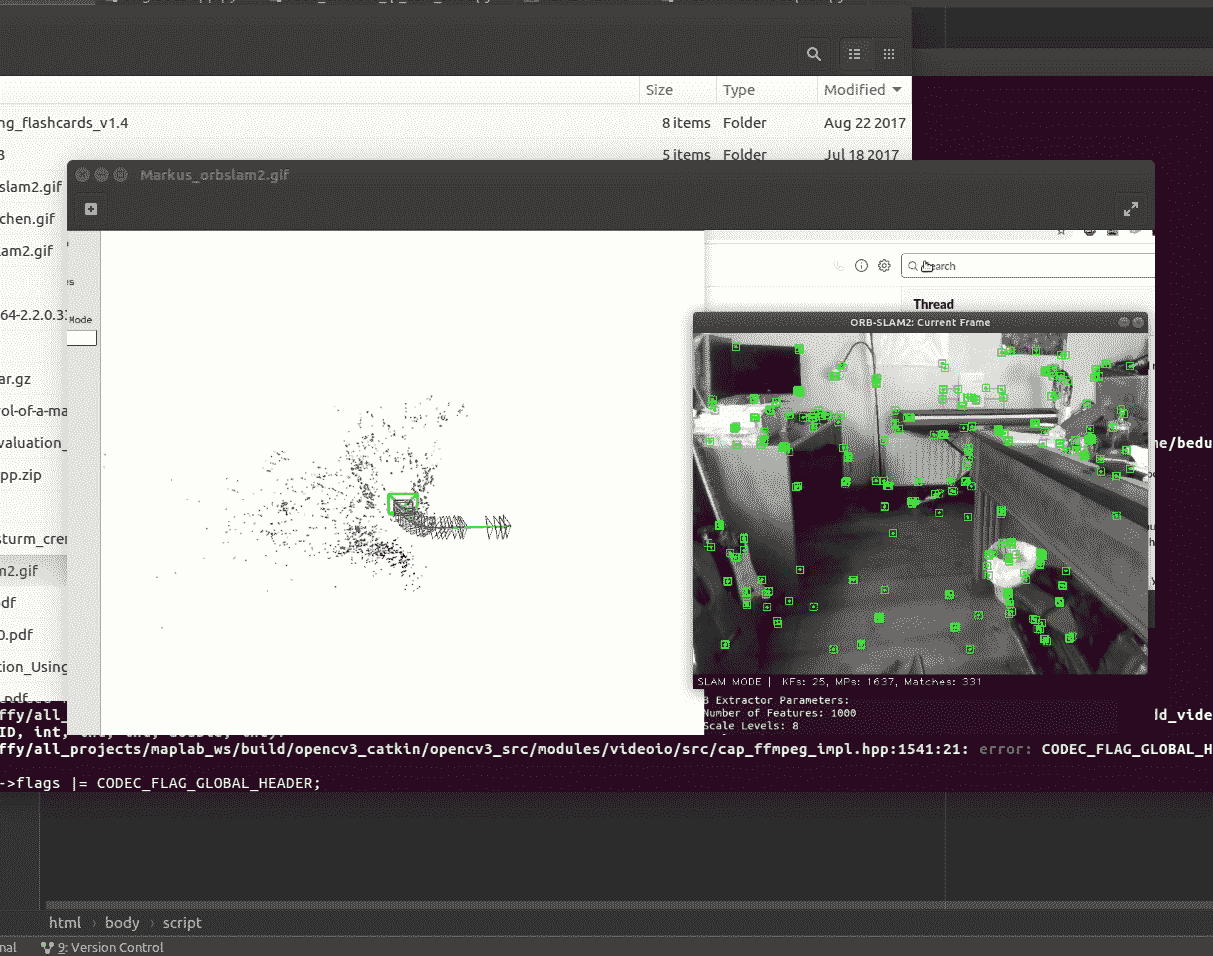 Size Type Modified
ng_flashcards_v1.4 8 items Folder Aug 22 2017
3 5 items Folder Jul 18 2017
Markus_orbslam2.gif
slam2.gif
chen.gif
lam2.gif
64-2.2.0.3
ar.gz
rol-of-a-ma
valuation_
pp.zip
sturm_crem
m2.gif
df
0.pdf
tion_Using
.pdf
es
Mode
Search
Thread
ORB-SLAM2: Current Frame
ne/bedu
SLAM MODE | KFs: 25, MPs: 1637, Matches: 331
B Extractor Parameters:
Number of Features: 1000
Scale Levels: 8
ffy/all_ ld_vide
ID, int,
ffy/all_projects/maplab_ws/build/opencv3_catkin/opencv3_src/modules/videoio/src/cap_ffmpeg_impl.hpp:1541:21: error: CODEC_FLAG_GLOBAL_H
->flags |= CODEC_FLAG_GLOBAL_HEADER;
html › body › script
nal 9: Version Control